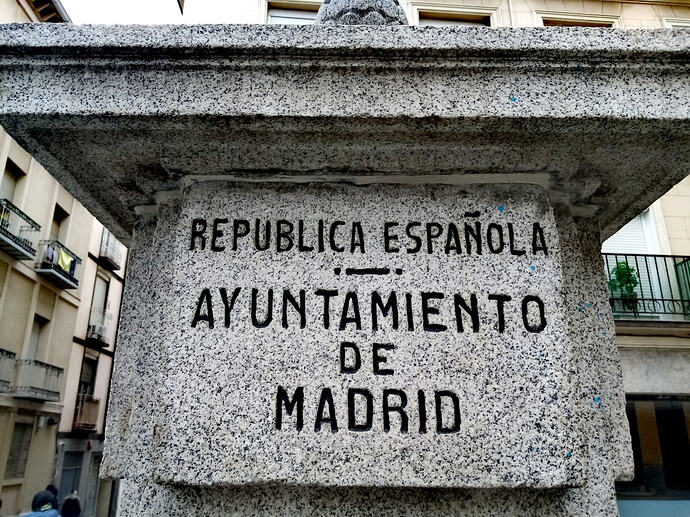 REPUBLICA ESPAÑOLA
AYUNTAMIENTO
DE
MADRID